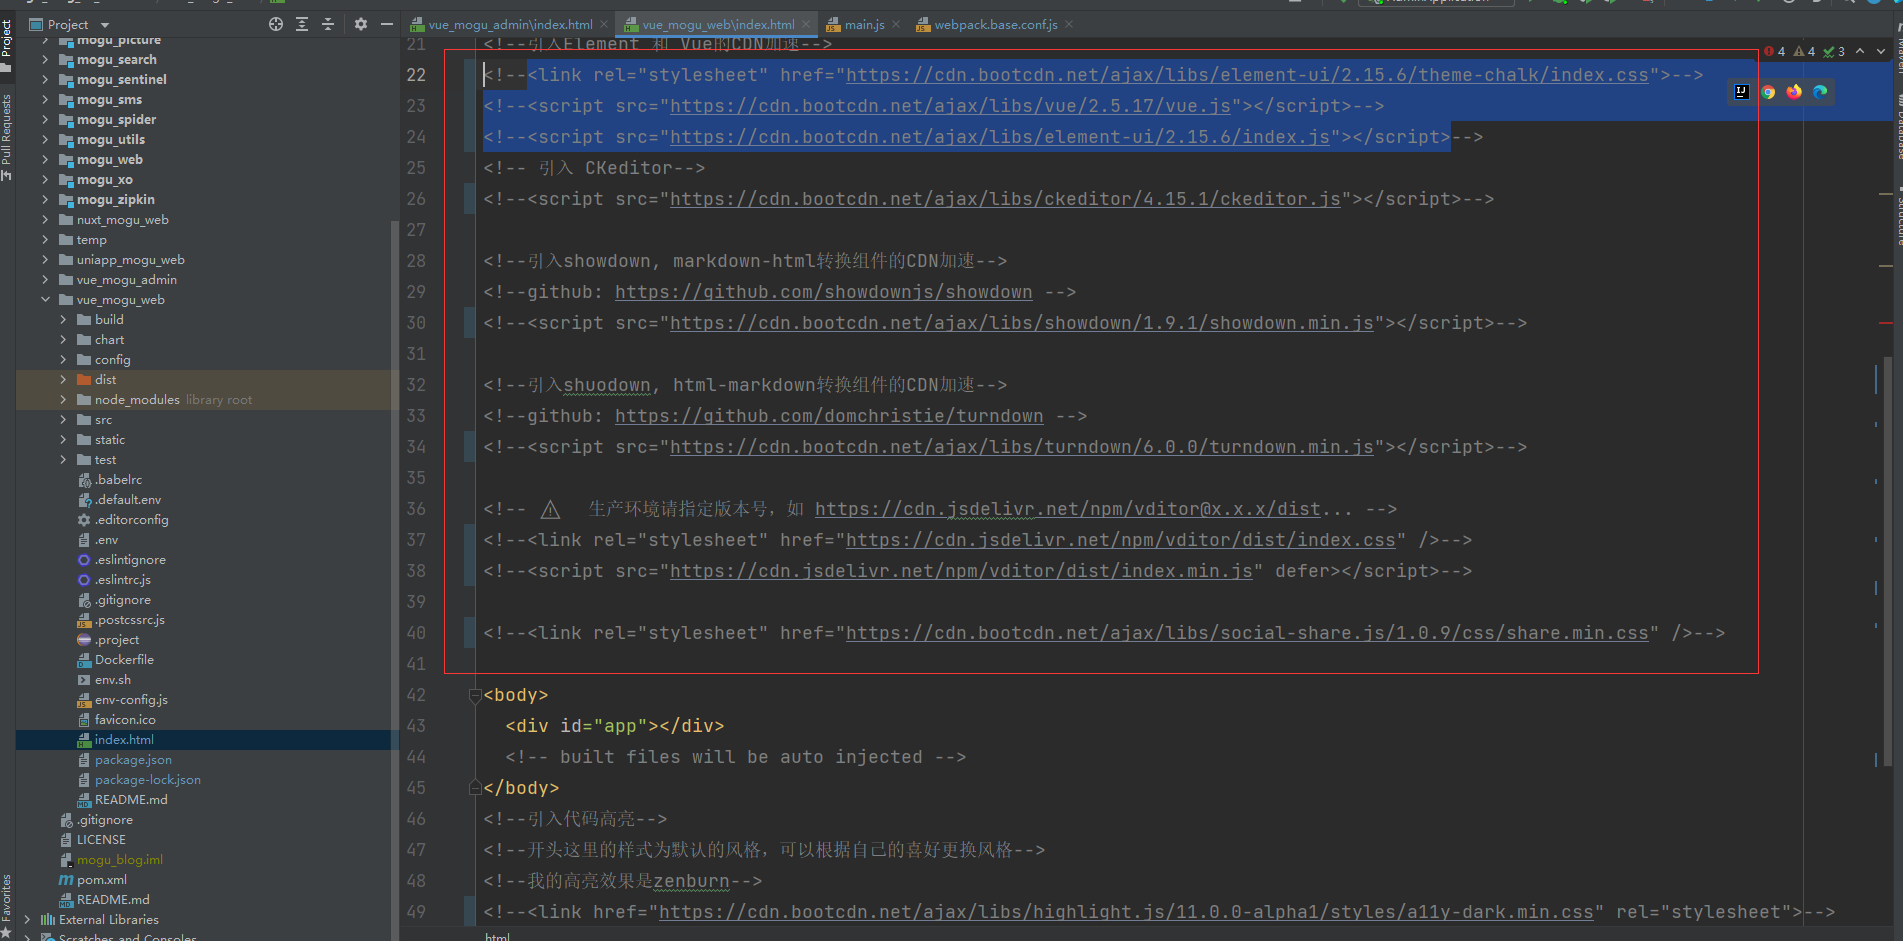 Project
vue_mogu_admin\index.html
vue_mogu_web\index.html
main.js
webpack.base.conf.js
Project
Pull Requests
Favorites
mogu_picture
mogu_search
mogu_sentinel
mogu_sms
mogu_spider
mogu_utils
mogu_web
mogu_xo
mogu_zipkin
nuxt_mogu_web
temp
uniapp_mogu_web
vue_mogu_admin
vue_mogu_web
build
chart
config
dist
node_modules library root
src
static
test
.babelrc
.default.env
.editorconfig
.env
.eslintignore
.eslintrc.js
.gitignore
.postcssrc.js
.project
Dockerfile
env.sh
env-config.js
favicon.ico
index.html
package.json
package-lock.json
README.md
.gitignore
LICENSE
mogu_blog.iml
pom.xml
README.md
External Libraries
Scratches and Consoles
4 4 3
21 <!--引入Element 和 Vue的CDN加速-->
22 <!--<link rel="stylesheet" href="https://cdn.bootcdn.net/ajax/libs/element-ui/2.15.6/theme-chalk/index.css">-->
23 <!--<script src="https://cdn.bootcdn.net/ajax/libs/vue/2.5.17/vue.js"></script>-->
24 <!--<script src="https://cdn.bootcdn.net/ajax/libs/element-ui/2.15.6/index.js"></script>-->
25 <!-- 引入 CKeditor-->
26 <!--<script src="https://cdn.bootcdn.net/ajax/libs/ckeditor/4.15.1/ckeditor.js"></script>-->
27
28 <!--引入showdown, markdown-html转换组件的CDN加速-->
29 <!--github: https://github.com/showdownjs/showdown -->
30 <!--<script src="https://cdn.bootcdn.net/ajax/libs/showdown/1.9.1/showdown.min.js"></script>-->
31
32 <!--引入shuodown, html-markdown转换组件的CDN加速-->
33 <!--github: https://github.com/domchristie/turndown -->
34 <!--<script src="https://cdn.bootcdn.net/ajax/libs/turndown/6.0.0/turndown.min.js"></script>-->
35
36 <!-- ⚠ 生产环境请指定版本号，如 https://cdn.jsdelivr.net/npm/vditor@x.x.x/dist... -->
37 <!--<link rel="stylesheet" href="https://cdn.jsdelivr.net/npm/vditor/dist/index.css" />-->
38 <!--<script src="https://cdn.jsdelivr.net/npm/vditor/dist/index.min.js" defer></script>-->
39
40 <!--<link rel="stylesheet" href="https://cdn.bootcdn.net/ajax/libs/social-share.js/1.0.9/css/share.min.css" />-->
41
42 <body>
43 <div id="app"></div>
44 <!-- built files will be auto injected -->
45 </body>
46 <!--引入代码高亮-->
47 <!--开头这里的样式为默认的风格，可以根据自己的喜好更换风格-->
48 <!--我的高亮效果是zenburn-->
49 <!--<link href="https://cdn.bootcdn.net/ajax/libs/highlight.js/11.0.0-alpha1/styles/a11y-dark.min.css" rel="stylesheet">-->
html